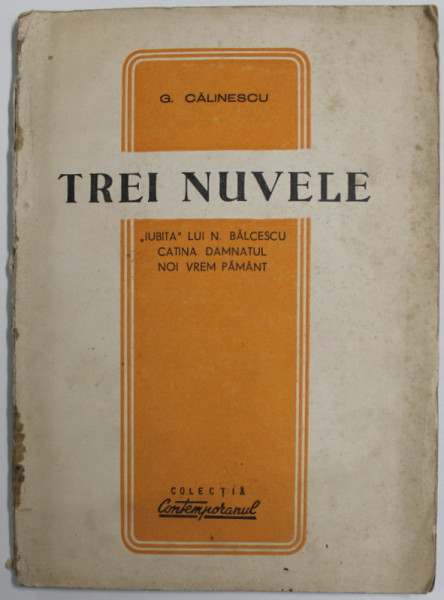 G. CĂLINESCU
TREI NUVELE
„IUBITA” LUI N. BĂLCESCU
CATINA DAMNATUL
NOI VREM PĂMÂNT
COLECȚIA
Contemporanul